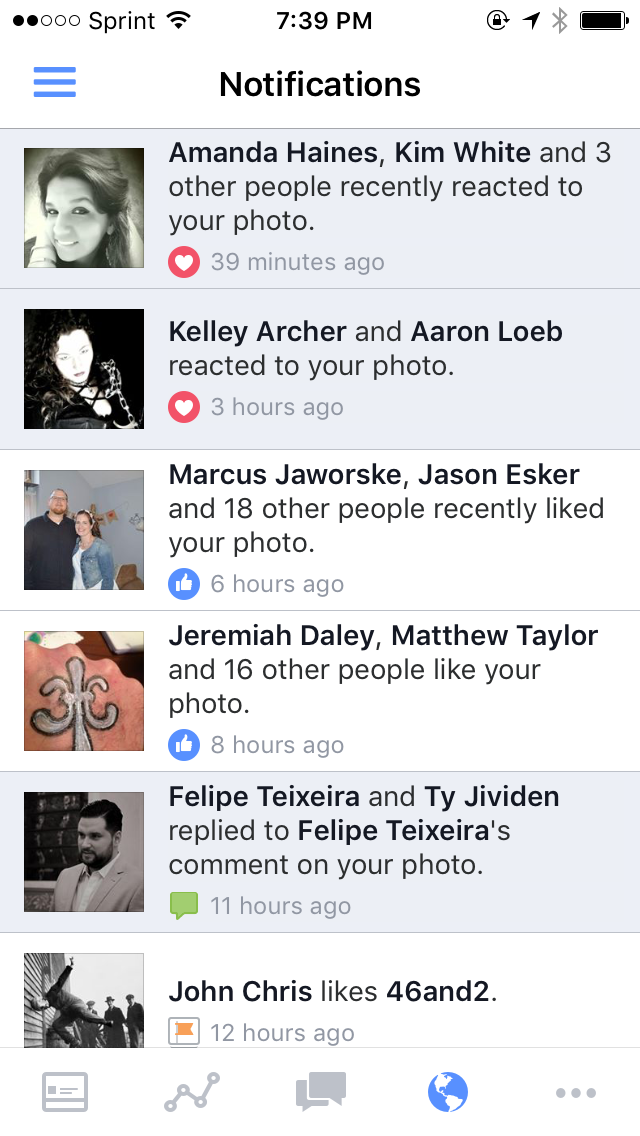 Sprint 7:39 PM
Notifications
Amanda Haines, Kim White and 3
other people recently reacted to
your photo.
39 minutes ago
Kelley Archer and Aaron Loeb
reacted to your photo.
3 hours ago
Marcus Jaworske, Jason Esker
and 18 other people recently liked
your photo.
6 hours ago
Jeremiah Daley, Matthew Taylor
and 16 other people like your
photo.
8 hours ago
Felipe Teixeira and Ty Jividen
replied to Felipe Teixeira's
comment on your photo.
11 hours ago
John Chris likes 46and2.
12 hours ago